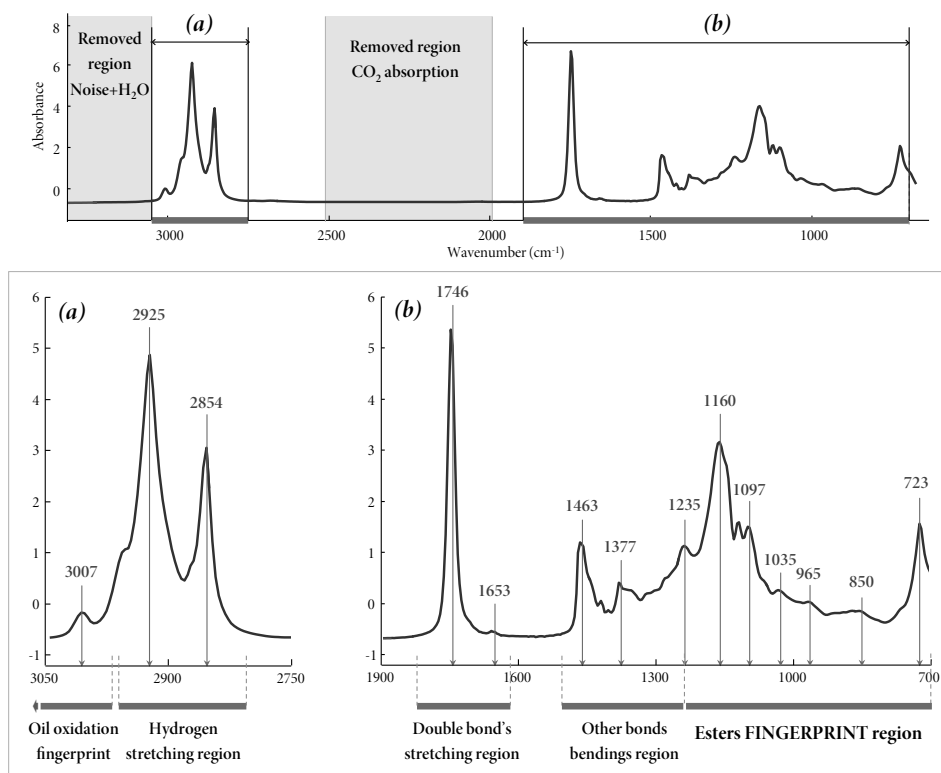 (a)
(b)
8
6
4
2
0
Absorbance
Removed
region
Noise+H2O
Removed region
CO2 absorption
3000
2500
2000
1500
1000
Wavenumber (cm-1)
(a)
6
5
4
3
2
1
0
-1
2925
2854
3007
3050
2900
2750
Oil oxidation
fingerprint
Hydrogen
stretching region
(b)
6
5
4
3
2
1
0
-1
1746
1653
1463
1377
1235
1160
1097
1035
965
850
723
1900
1600
1300
1000
700
Double bond's
stretching region
Other bonds
bendings region
Esters FINGERPRINT region